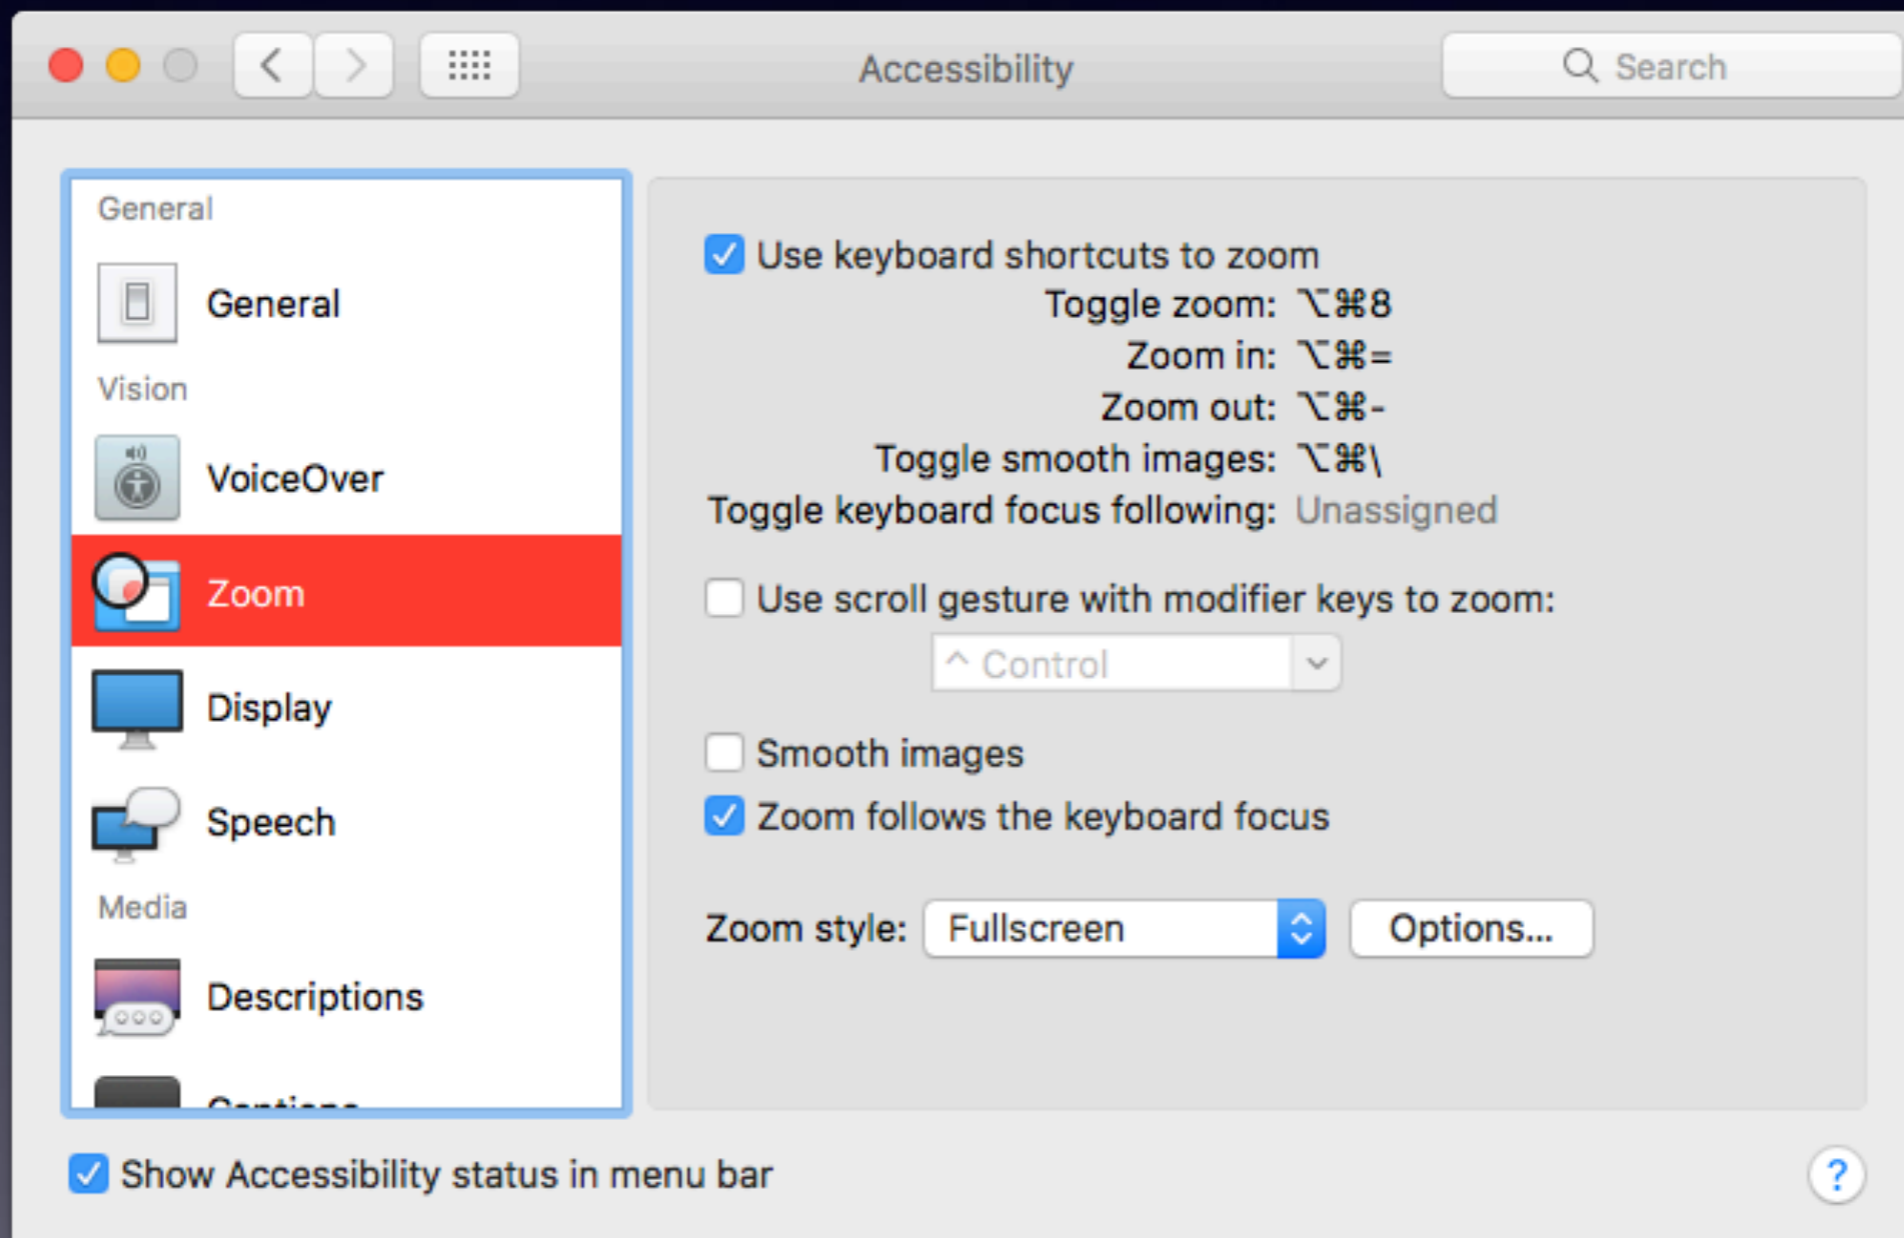 Accessibility
Search
General
General
Vision
VoiceOver
Zoom
Display
Speech
Media
Descriptions
Captions
Use keyboard shortcuts to zoom
Toggle zoom: ⌥⌘8
Zoom in: ⌥⌘=
Zoom out: ⌥⌘-
Toggle smooth images: ⌥⌘\
Toggle keyboard focus following: Unassigned
Use scroll gesture with modifier keys to zoom:
^ Control
Smooth images
Zoom follows the keyboard focus
Zoom style: Fullscreen Options...
Show Accessibility status in menu bar
?